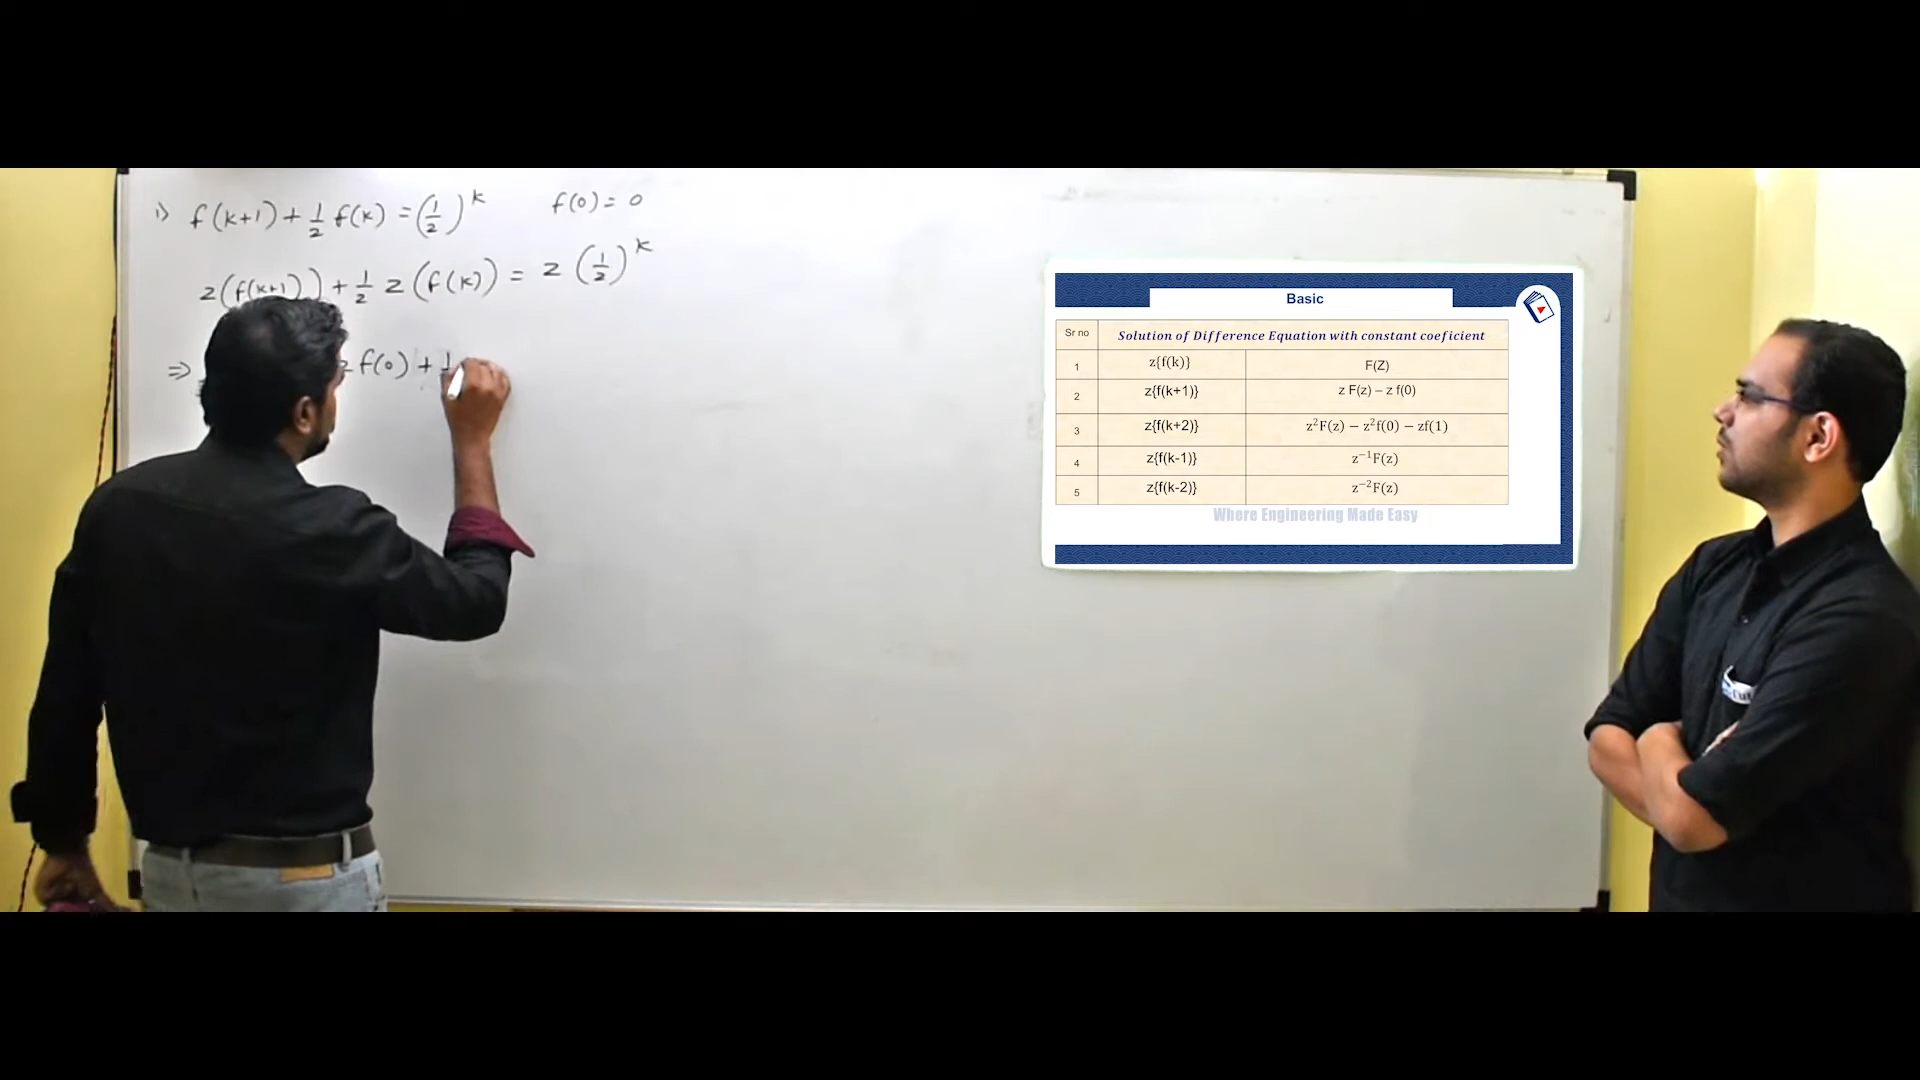 1) f(k+1) + 1/2 f(k) = (1/2)^k   f(0) = 0
z(f(k+1)) + 1/2 z(f(k)) = z(1/2)^k
⇒ z f(0) + 1
Basic
Sr no   Solution of Difference Equation with constant coeficient
1   z{f(k)}   F(Z)
2   z{f(k+1)}   z F(z) – z f(0)
3   z{f(k+2)}   z²F(z) − z²f(0) − zf(1)
4   z{f(k-1)}   z⁻¹F(z)
5   z{f(k-2)}   z⁻²F(z)
Where Engineering Made Easy